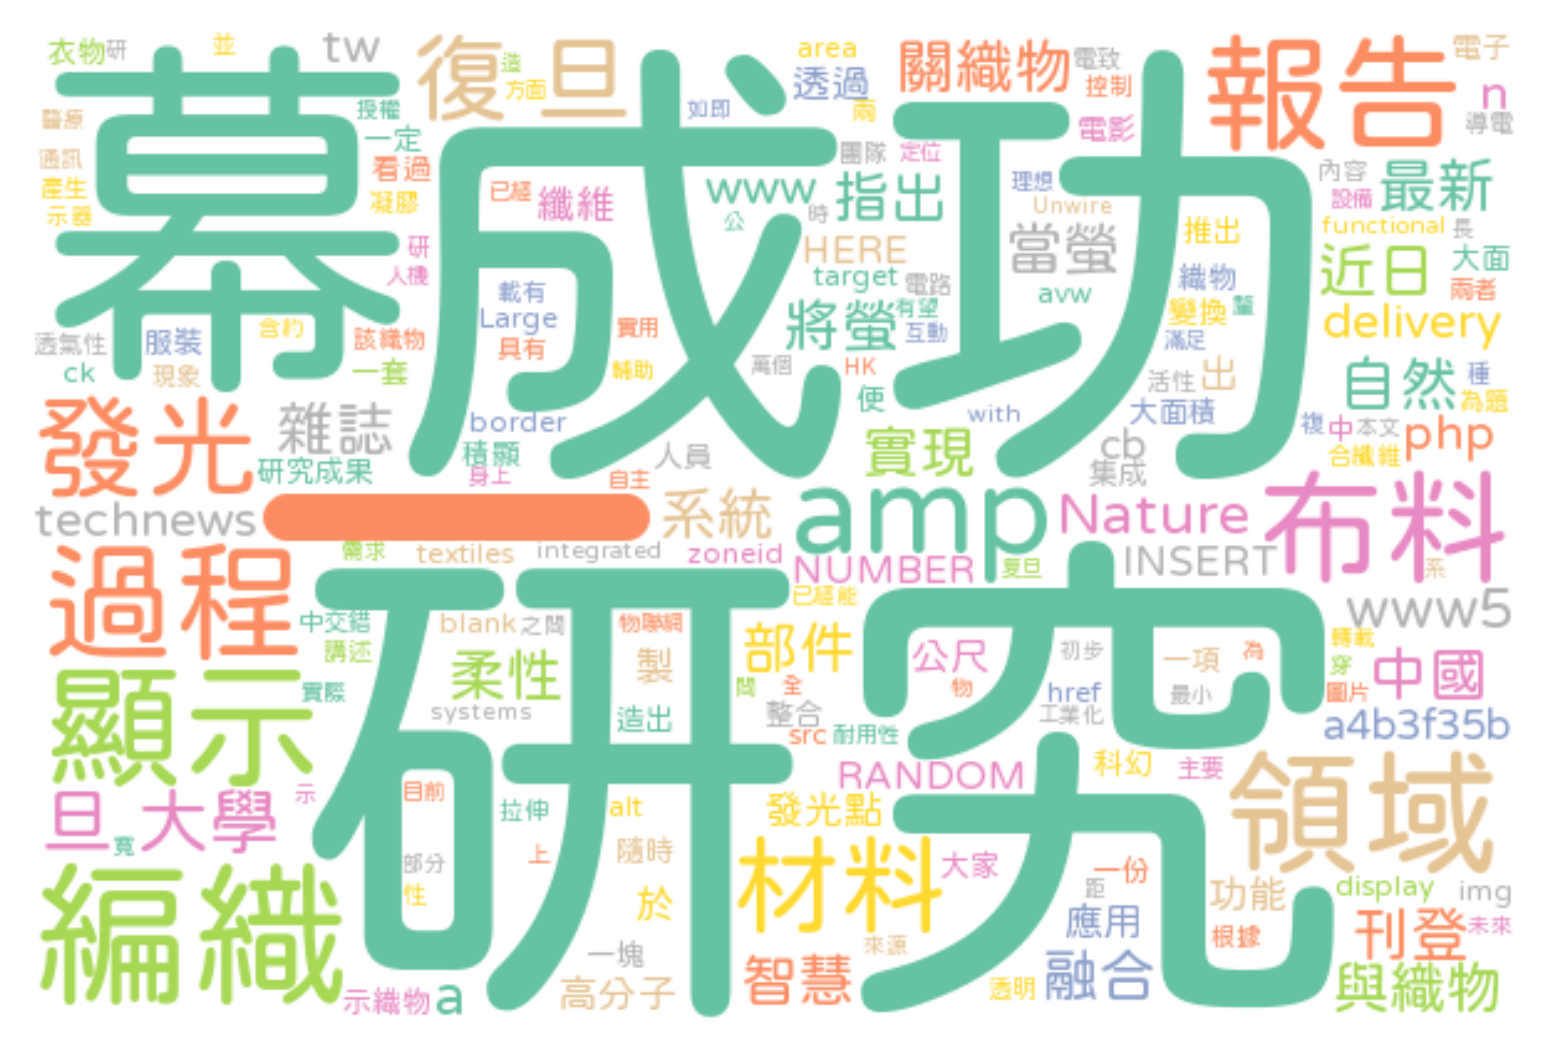 衣物
研
並
tw
復旦
造
方面
area
透過
兩
關織物
電致
控制
報告
電子
n
導電
幕成功
醫療
授權
一定
如即
電影
通訊
看過
團隊
定位
內容
最新
產生
凝膠
已經
纖維
www
指出
理想
設備
示器
公
時
Unwire
functional
長
研
HERE
當螢
推出
近日
大面
人機
target
電路
織物
兩者
載有
avw
Large
將螢
有望
變換
delivery
含灼
實用
互動
滿足
透氣性
服裝
該織物
具有
萬個
HK
自然
種
ck
現象
一套
輔助
便
活性
出
為題
發光
雜誌
border
with
大面積
複
中
本文
php
積顯
人員
實現
cb
合纖維
研究成果
身上
自主
集成
technews
一
系統
amp
Nature
布料
需求
textiles
integrated
zoneid
NUMBER
复旦
INSERT
系
過程
研究
已經能
www5
中交錯
blank
之間
物聯網
部件
公尺
初步
一項
為
轉載
講述
柔性
製
穿
中國
顯示
實際
間
全
物
href
最小
圖片
systems
造出
整合
工業化
a4b3f35b
src
耐用性
旦大學
示
目前
RANDOM
科幻
主要
領域
寬
拉伸
alt
發光點
編織
部分
上
隨時
材料
大家
一份
距
功能
display
img
性
於
應用
根據
刊登
未來
一塊
來源
示織物
a
高分子
智慧
透明
融合
與織物